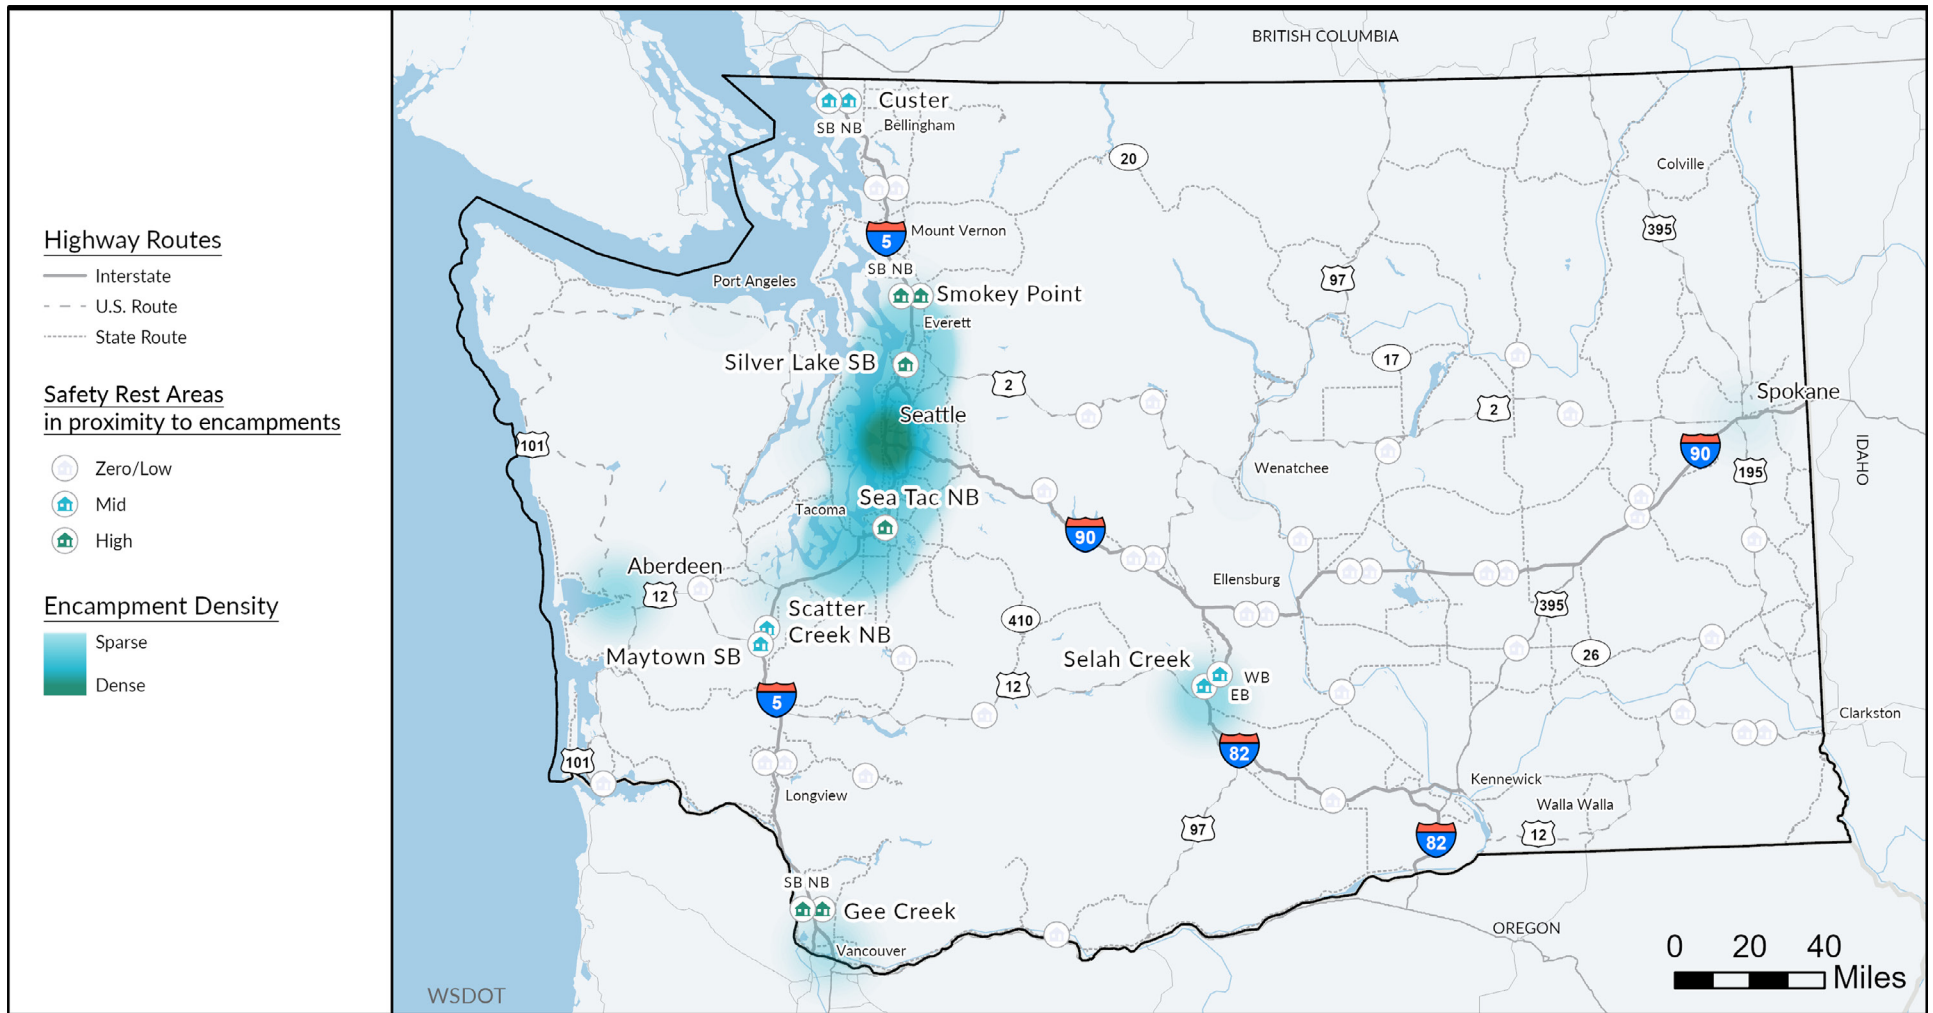 Highway Routes
Interstate
U.S. Route
State Route
Safety Rest Areas
in proximity to encampments
Zero/Low
Mid
High
Encampment Density
Sparse
Dense
BRITISH COLUMBIA
Custer
SB NB
Bellingham
20
Colville
395
5
Mount Vernon
SB NB
Port Angeles
97
Smokey Point
Everett
Silver Lake SB
17
2
2
Spokane
Seattle
101
90
IDAHO
195
Wenatchee
Sea Tac NB
Tacoma
90
Aberdeen
12
Ellensburg
395
Scatter
Creek NB
410
Maytown SB
26
Selah Creek
WB
EB
12
5
Clarkston
82
101
Kennewick
Longview
Walla Walla
97
12
82
SB NB
Gee Creek
Vancouver
OREGON
0 20 40
Miles
WSDOT